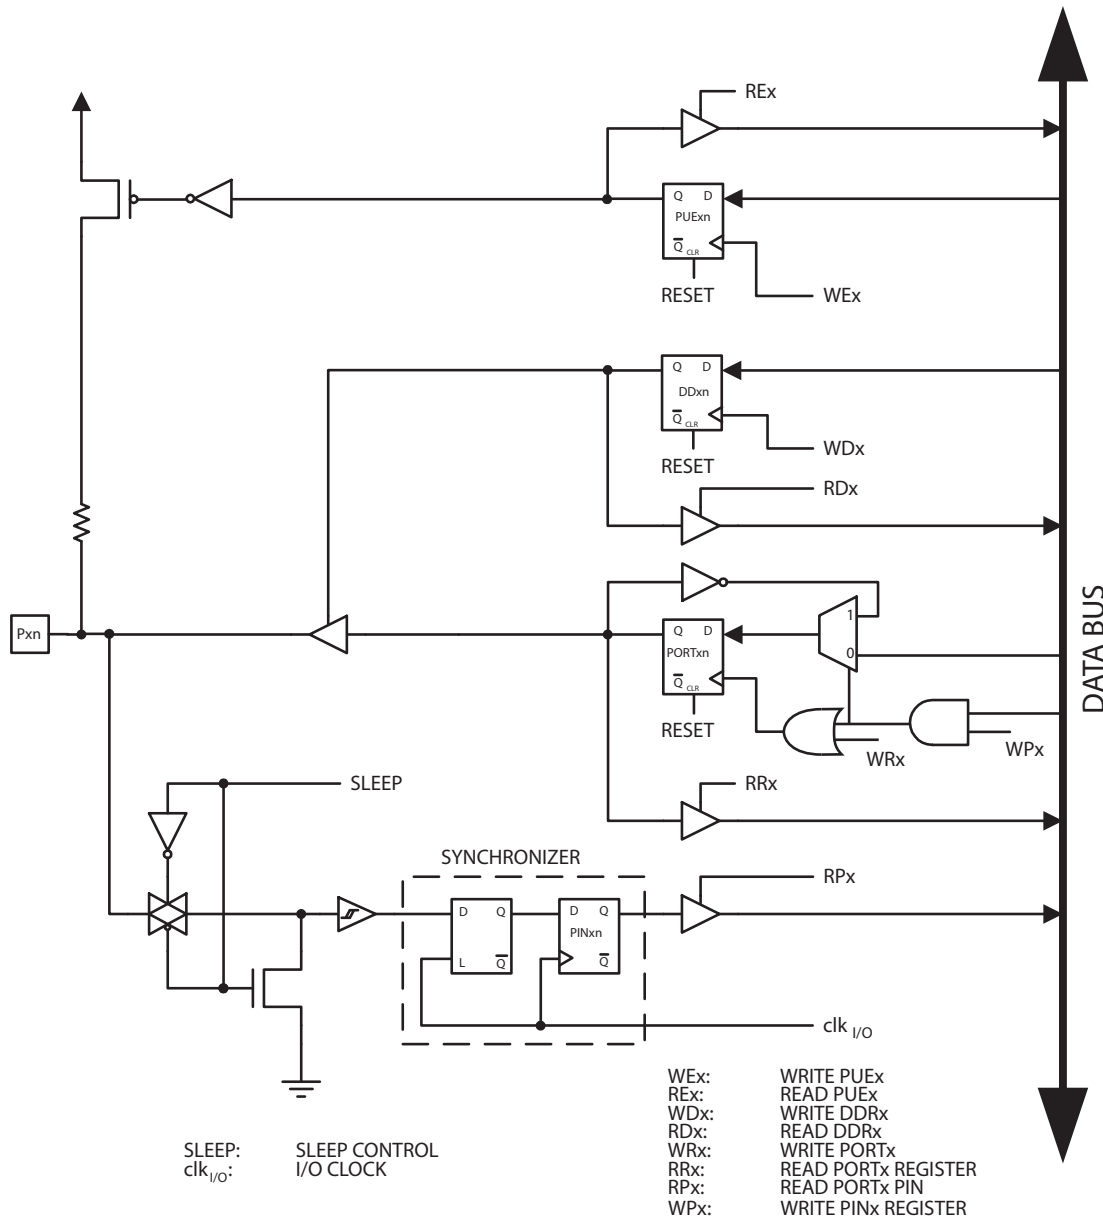 REx
Q D
PUExn
Q CLR
RESET
WEx
Q D
DDxn
Q CLR
RESET
WDx
RDx
Pxn
1
Q D
PORTxn
0
Q CLR
RESET
WRx
WPx
DATA BUS
SLEEP
RRx
SYNCHRONIZER
RPx
D Q
L Q
D Q
PINxn
Q
clk I/O
WEx: WRITE PUEx
REx: READ PUEx
WDx: WRITE DDRx
RDx: READ DDRx
WRx: WRITE PORTx
RRx: READ PORTx REGISTER
RPx: READ PORTx PIN
WPx: WRITE PINx REGISTER
SLEEP: SLEEP CONTROL
clk I/O: I/O CLOCK